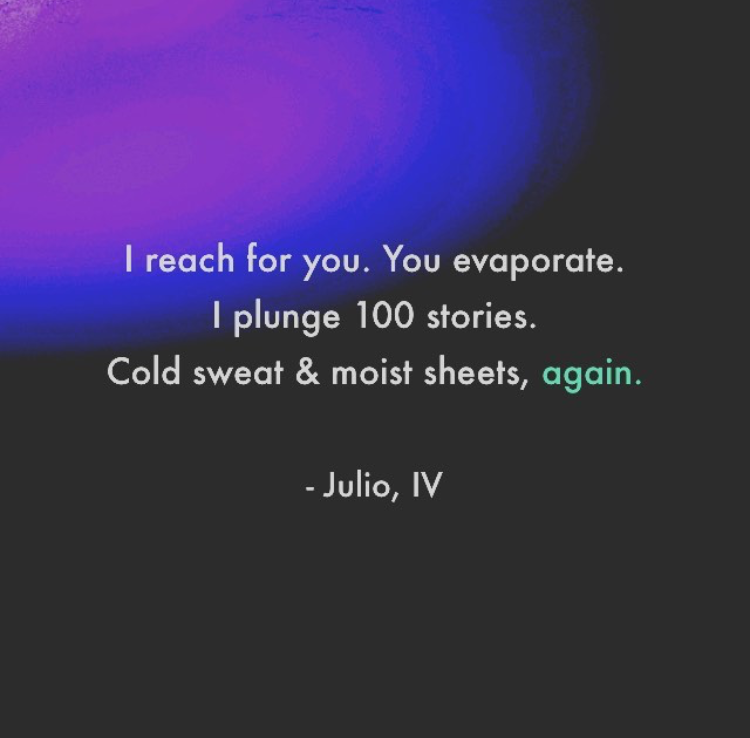 I reach for you. You evaporate.
I plunge 100 stories.
Cold sweat & moist sheets, again.
- Julio, IV